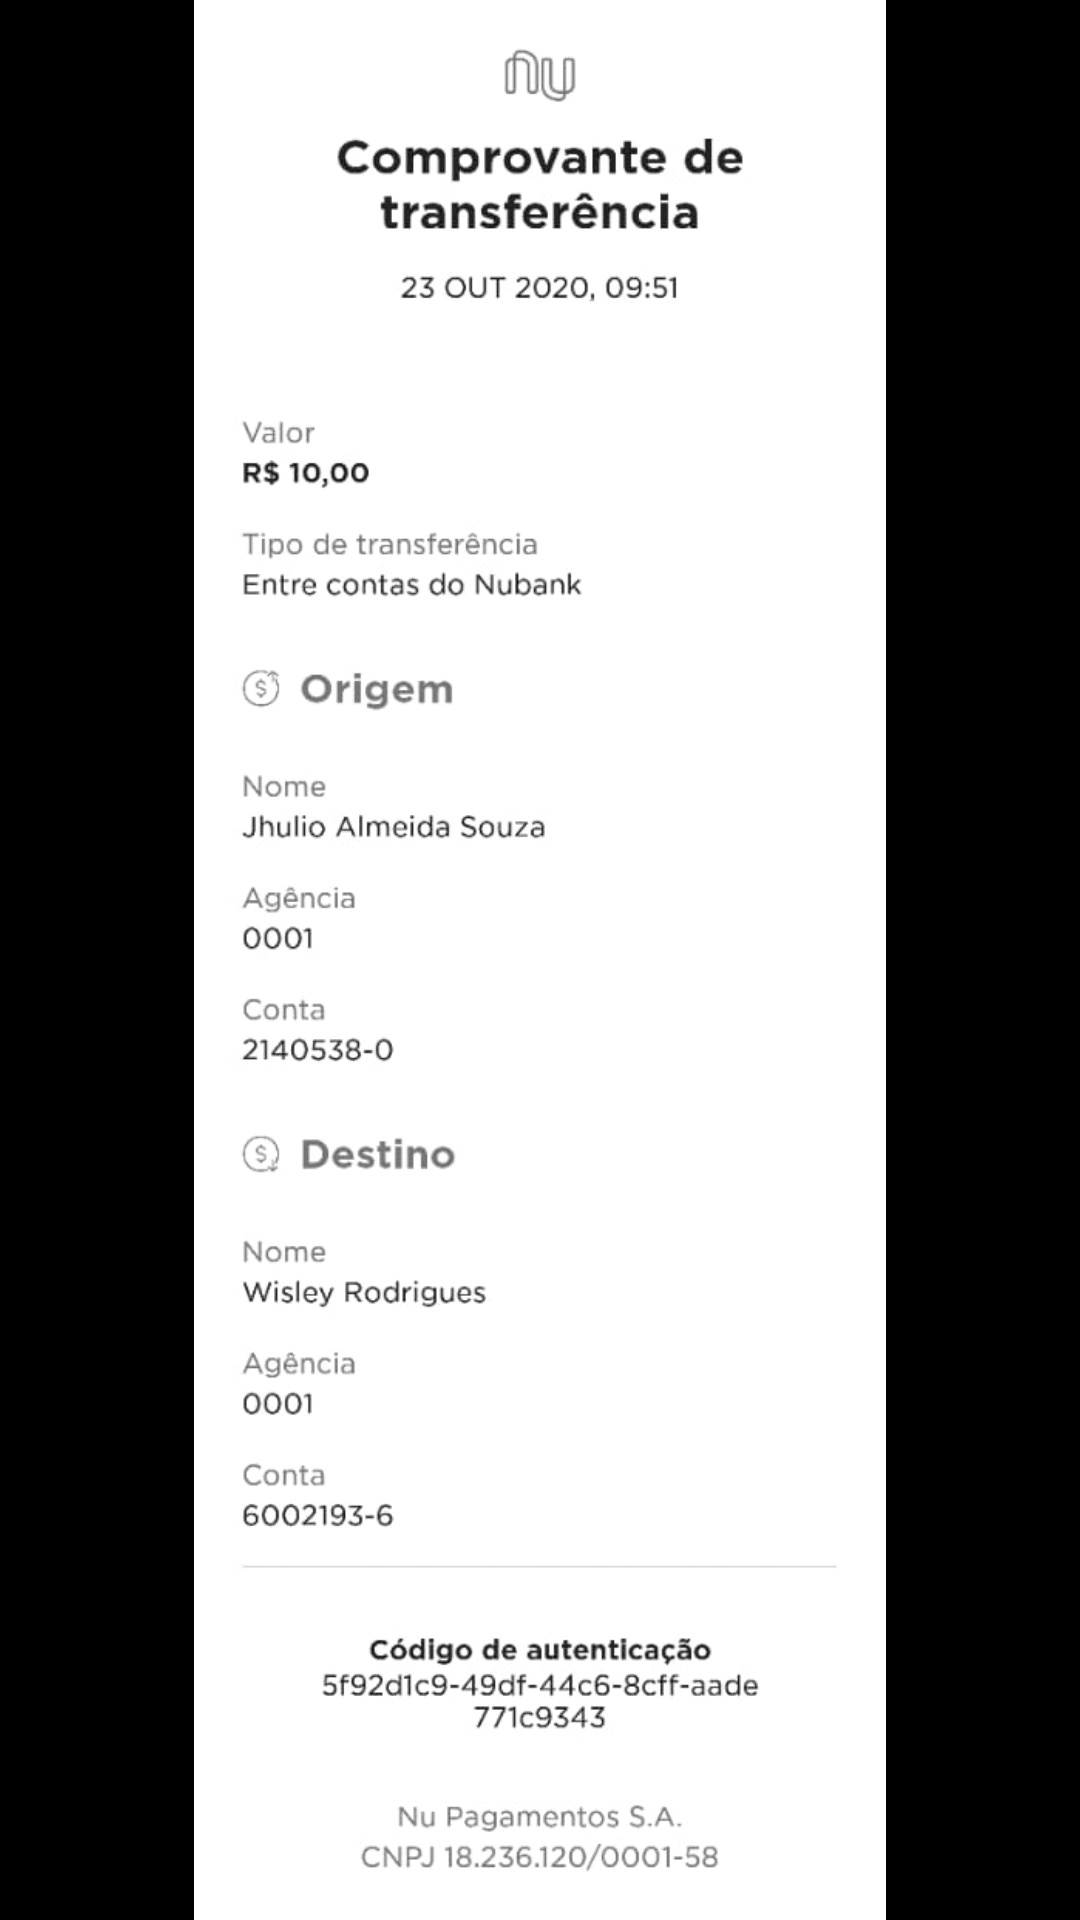 nu
Comprovante de
transferência
23 OUT 2020, 09:51
Valor
R$ 10,00
Tipo de transferência
Entre contas do Nubank
Origem
Nome
Jhulio Almeida Souza
Agência
0001
Conta
2140538-0
Destino
Nome
Wisley Rodrigues
Agência
0001
Conta
6002193-6
Código de autenticação
5f92d1c9-49df-44c6-8cff-aade
771c9343
Nu Pagamentos S.A.
CNPJ 18.236.120/0001-58